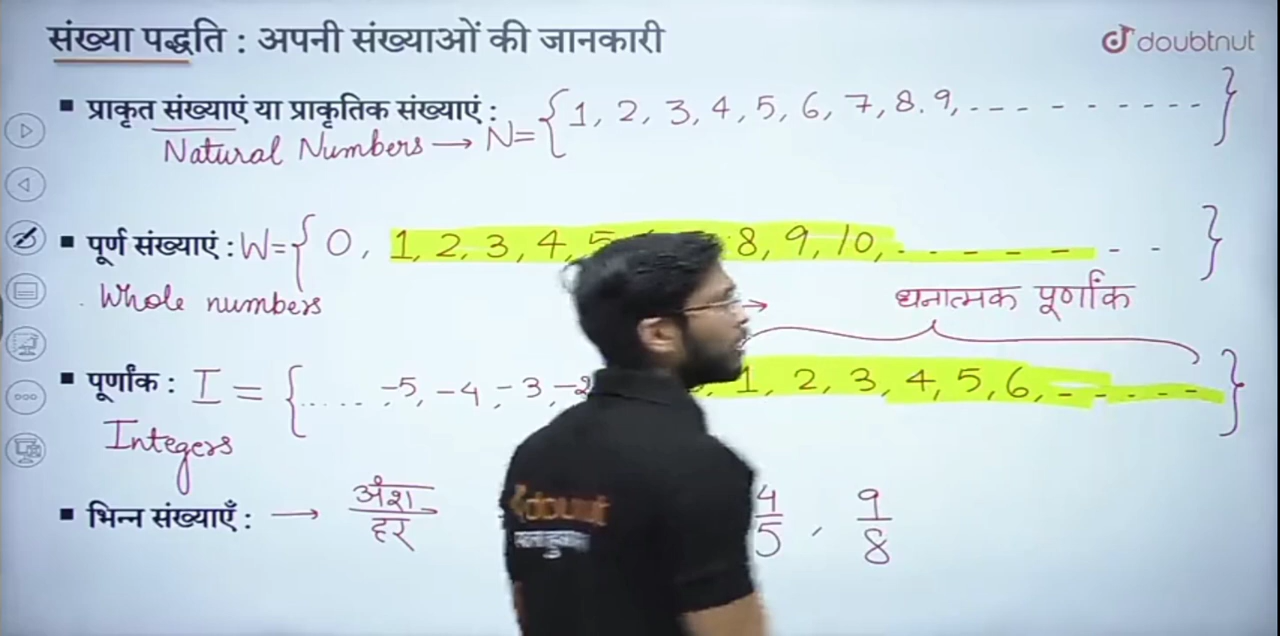 संख्या पद्धति : अपनी संख्याओं की जानकारी
doubtnut
▪ प्राकृत संख्याएं या प्राकृतिक संख्याएं :
Natural Numbers → N= { 1, 2, 3, 4, 5, 6, 7, 8. 9, - - - - - - - - - - }
▪ पूर्ण संख्याएं : W= { 0, 1, 2, 3, 4, 5 8, 9, 10, - - - - - - - - }
Whole numbers
→ धनात्मक पूर्णांक
▪ पूर्णांक : I = { ...... -5, -4, -3, -2 1, 2, 3, 4, 5, 6, - - - - - }
Integers
▪ भिन्न संख्याएँ : → अंश/हर 4/5 , 9/8